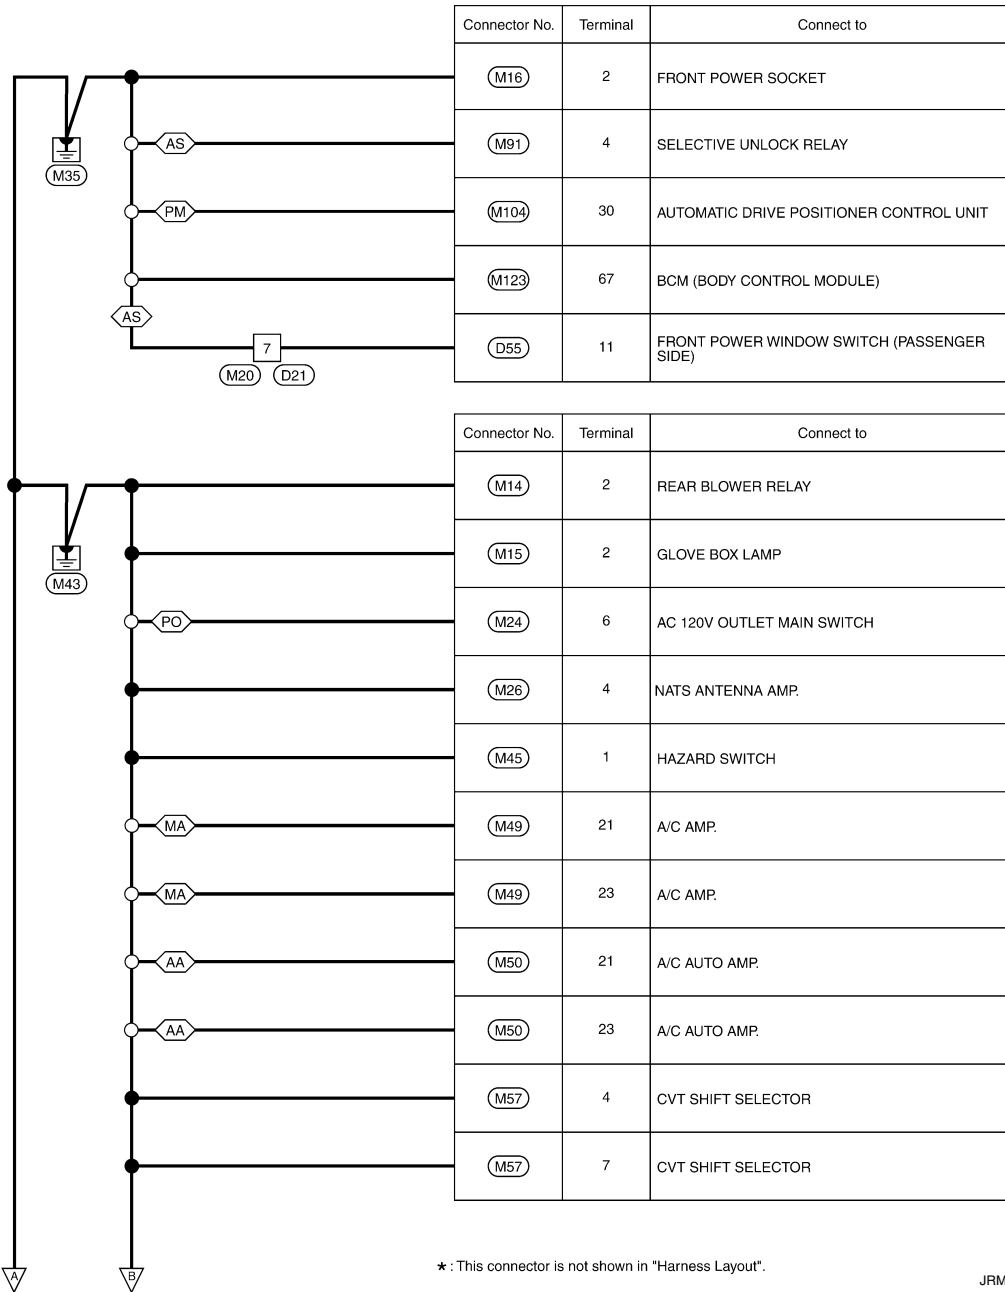 Connector No. Terminal Connect to
M16 2 FRONT POWER SOCKET
AS M91 4 SELECTIVE UNLOCK RELAY
M35
PM M104 30 AUTOMATIC DRIVE POSITIONER CONTROL UNIT
M123 67 BCM (BODY CONTROL MODULE)
AS
7 D55 11 FRONT POWER WINDOW SWITCH (PASSENGER
SIDE)
M20 D21
Connector No. Terminal Connect to
M14 2 REAR BLOWER RELAY
M15 2 GLOVE BOX LAMP
M43
PO M24 6 AC 120V OUTLET MAIN SWITCH
M26 4 NATS ANTENNA AMP.
M45 1 HAZARD SWITCH
MA M49 21 A/C AMP.
MA M49 23 A/C AMP.
AA M50 21 A/C AUTO AMP.
AA M50 23 A/C AUTO AMP.
M57 4 CVT SHIFT SELECTOR
M57 7 CVT SHIFT SELECTOR
A B
* : This connector is not shown in "Harness Layout".
JRM